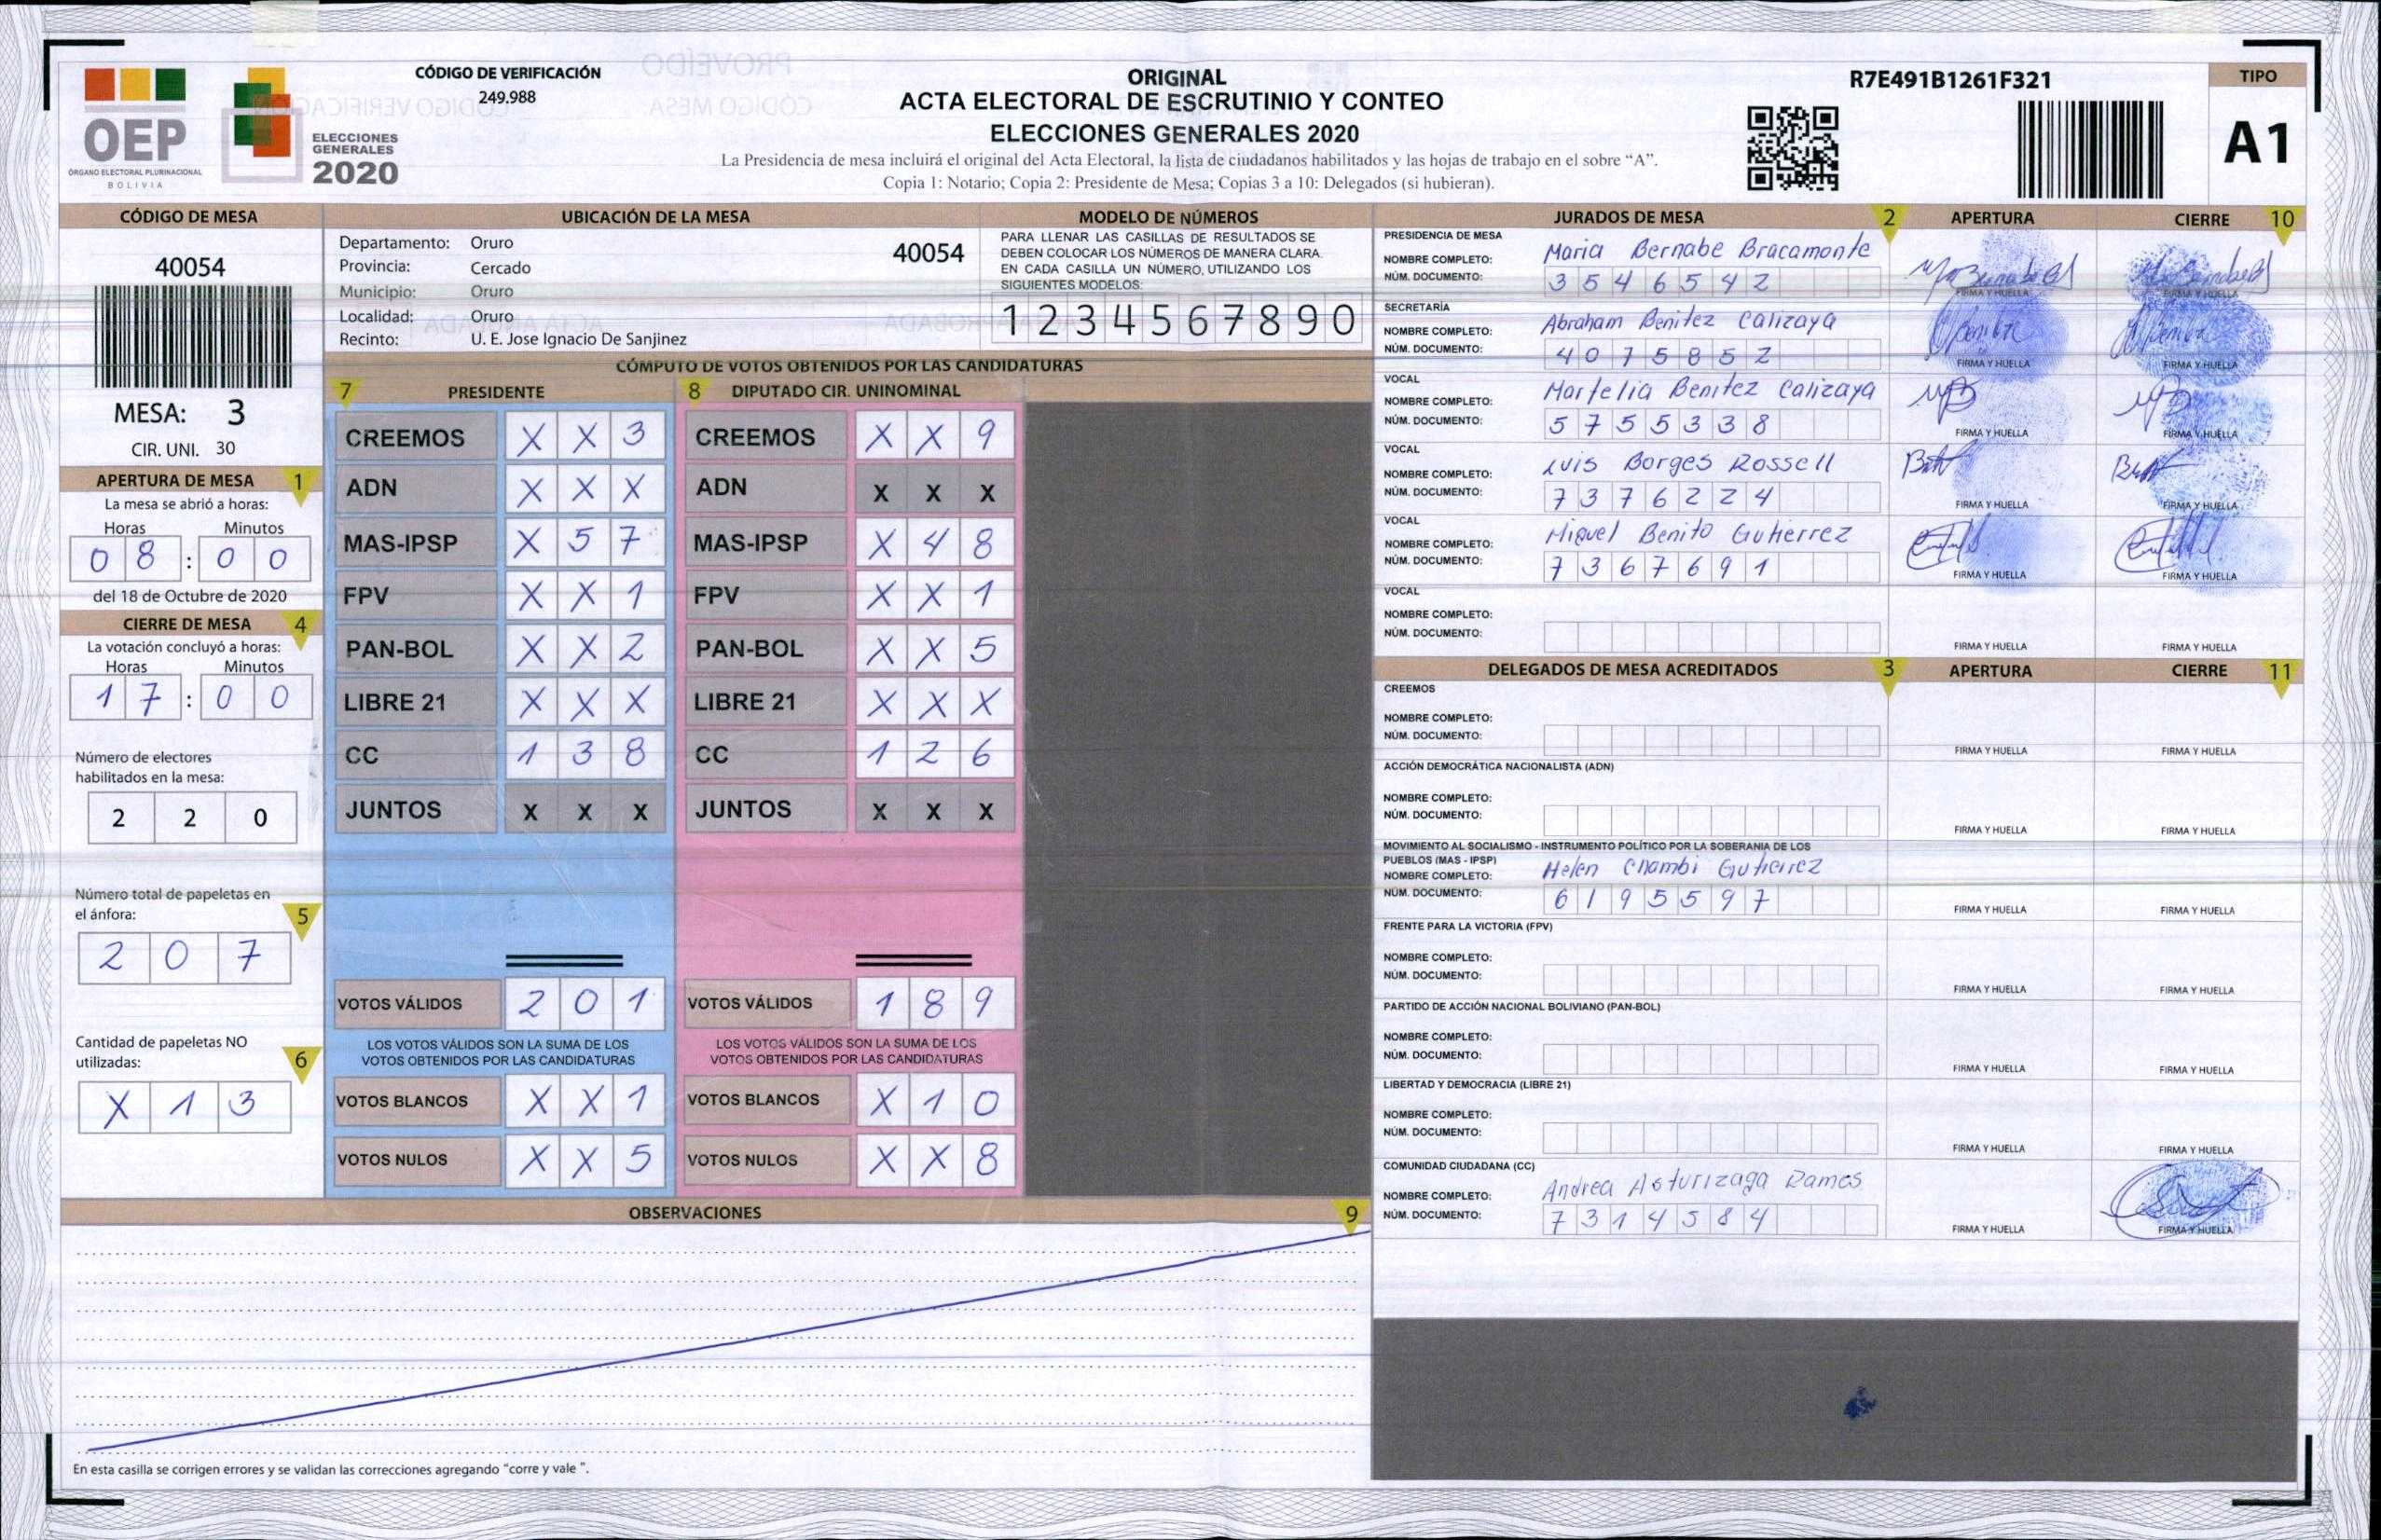 CÓDIGO DE VERIFICACIÓN
249.988
OEP
ÓRGANO ELECTORAL PLURINACIONAL
BOLIVIA
ELECCIONES
GENERALES
2020
ORIGINAL
ACTA ELECTORAL DE ESCRUTINIO Y CONTEO
ELECCIONES GENERALES 2020
La Presidencia de mesa incluirá el original del Acta Electoral, la lista de ciudadanos habilitados y las hojas de trabajo en el sobre “A”.
Copia 1: Notario; Copia 2: Presidente de Mesa; Copias 3 a 10: Delegados (si hubieran).
R7E491B1261F321
TIPO
A1
CÓDIGO DE MESA
40054
MESA: 3
CIR. UNI. 30
APERTURA DE MESA 1
La mesa se abrió a horas:
Horas Minutos
0 8 : 0 0
del 18 de Octubre de 2020
CIERRE DE MESA 4
La votación concluyó a horas:
Horas Minutos
1 7 : 0 0
Número de electores
habilitados en la mesa:
2 2 0
Número total de papeletas en
el ánfora: 5
2 0 7
Cantidad de papeletas NO
utilizadas: 6
X 1 3
UBICACIÓN DE LA MESA
Departamento: Oruro 40054
Provincia: Cercado
Municipio: Oruro
Localidad: Oruro
Recinto: U. E. Jose Ignacio De Sanjinez
MODELO DE NÚMEROS
PARA LLENAR LAS CASILLAS DE RESULTADOS SE
DEBEN COLOCAR LOS NÚMEROS DE MANERA CLARA.
EN CADA CASILLA UN NÚMERO, UTILIZANDO LOS
SIGUIENTES MODELOS:
1 2 3 4 5 6 7 8 9 0
CÓMPUTO DE VOTOS OBTENIDOS POR LAS CANDIDATURAS
7 PRESIDENTE 8 DIPUTADO CIR. UNINOMINAL
CREEMOS X X 3 CREEMOS X X 9
ADN X X X ADN X X X
MAS-IPSP X 5 7 MAS-IPSP X 4 8
FPV X X 1 FPV X X 1
PAN-BOL X X 2 PAN-BOL X X 5
LIBRE 21 X X X LIBRE 21 X X X
CC 1 3 8 CC 1 2 6
JUNTOS X X X JUNTOS X X X
VOTOS VÁLIDOS 2 0 1 VOTOS VÁLIDOS 1 8 9
LOS VOTOS VÁLIDOS SON LA SUMA DE LOS LOS VOTOS VÁLIDOS SON LA SUMA DE LOS
VOTOS OBTENIDOS POR LAS CANDIDATURAS VOTOS OBTENIDOS POR LAS CANDIDATURAS
VOTOS BLANCOS X X 1 VOTOS BLANCOS X 1 0
VOTOS NULOS X X 5 VOTOS NULOS X X 8
OBSERVACIONES 9
En esta casilla se corrigen errores y se validan las correcciones agregando “corre y vale ”.
JURADOS DE MESA 2 APERTURA CIERRE 10
PRESIDENCIA DE MESA
NOMBRE COMPLETO: Maria Bernabe Bracamonte
NÚM. DOCUMENTO: 3 5 4 6 5 4 2
FIRMA Y HUELLA FIRMA Y HUELLA
SECRETARÍA
NOMBRE COMPLETO: Abraham Benitez Calizaya
NÚM. DOCUMENTO: 4 0 7 5 8 5 2
FIRMA Y HUELLA FIRMA Y HUELLA
VOCAL
NOMBRE COMPLETO: Martelia Benitez Calizaya
NÚM. DOCUMENTO: 5 7 5 5 3 3 8
FIRMA Y HUELLA FIRMA Y HUELLA
VOCAL
NOMBRE COMPLETO: Luis Borges Rossell
NÚM. DOCUMENTO: 7 3 7 6 2 2 4
FIRMA Y HUELLA FIRMA Y HUELLA
VOCAL
NOMBRE COMPLETO: Miguel Benito Gutierrez
NÚM. DOCUMENTO: 7 3 6 7 6 9 1
FIRMA Y HUELLA FIRMA Y HUELLA
VOCAL
NOMBRE COMPLETO:
NÚM. DOCUMENTO:
FIRMA Y HUELLA FIRMA Y HUELLA
DELEGADOS DE MESA ACREDITADOS 3 APERTURA CIERRE 11
CREEMOS
NOMBRE COMPLETO:
NÚM. DOCUMENTO:
FIRMA Y HUELLA FIRMA Y HUELLA
ACCIÓN DEMOCRÁTICA NACIONALISTA (ADN)
NOMBRE COMPLETO:
NÚM. DOCUMENTO:
FIRMA Y HUELLA FIRMA Y HUELLA
MOVIMIENTO AL SOCIALISMO - INSTRUMENTO POLÍTICO POR LA SOBERANIA DE LOS
PUEBLOS (MAS - IPSP)
NOMBRE COMPLETO: Helen Chambi Gutierrez
NÚM. DOCUMENTO: 6 1 9 5 5 9 7
FIRMA Y HUELLA FIRMA Y HUELLA
FRENTE PARA LA VICTORIA (FPV)
NOMBRE COMPLETO:
NÚM. DOCUMENTO:
FIRMA Y HUELLA FIRMA Y HUELLA
PARTIDO DE ACCIÓN NACIONAL BOLIVIANO (PAN-BOL)
NOMBRE COMPLETO:
NÚM. DOCUMENTO:
FIRMA Y HUELLA FIRMA Y HUELLA
LIBERTAD Y DEMOCRACIA (LIBRE 21)
NOMBRE COMPLETO:
NÚM. DOCUMENTO:
FIRMA Y HUELLA FIRMA Y HUELLA
COMUNIDAD CIUDADANA (CC)
NOMBRE COMPLETO: Andrea Asturizaga Ramos
NÚM. DOCUMENTO: 7 3 1 4 5 8 4
FIRMA Y HUELLA FIRMA Y HUELLA